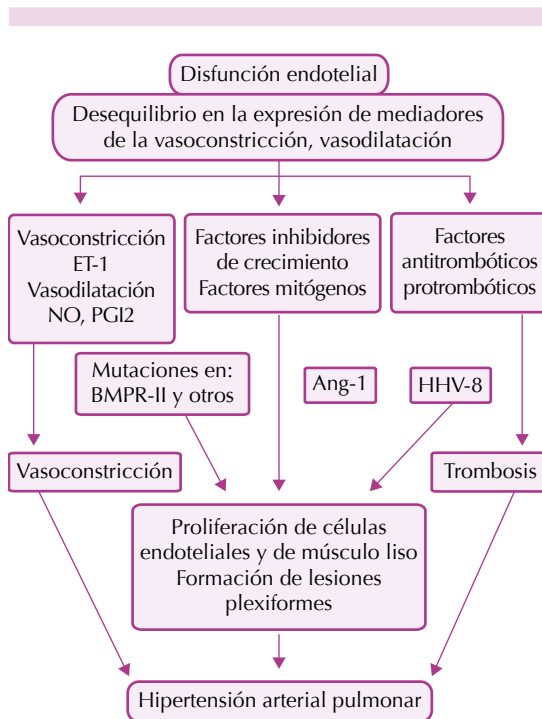 Disfunción endotelial
Desequilibrio en la expresión de mediadores
de la vasoconstricción, vasodilatación
Vasoconstricción
ET-1
Vasodilatación
NO, PGI2
Factores inhibidores
de crecimiento
Factores mitógenos
Factores
antitrombóticos
protrombóticos
Mutaciones en:
BMPR-II y otros
Ang-1
HHV-8
Vasoconstricción
Trombosis
Proliferación de células
endoteliales y de músculo liso
Formación de lesiones
plexiformes
Hipertensión arterial pulmonar